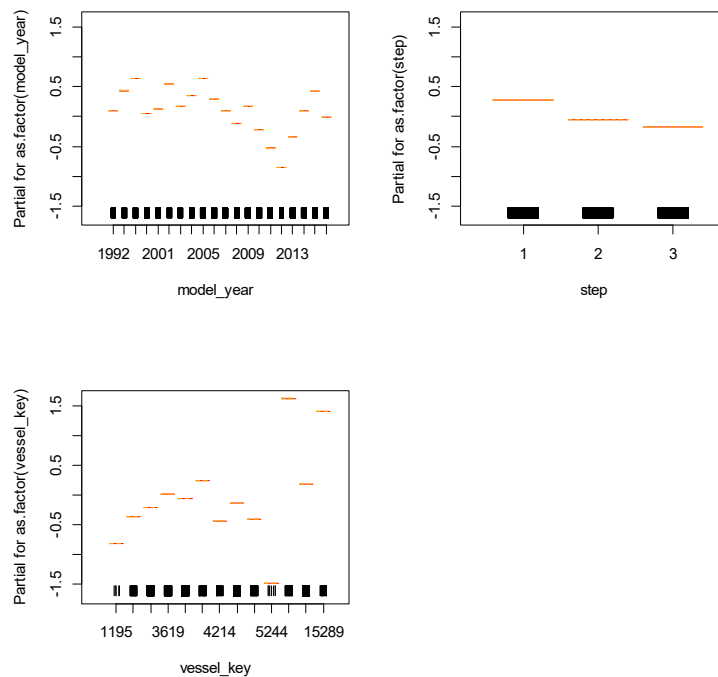 Partial for as.factor(model_year)
1.5
0.5
-0.5
-1.5
1992 2001 2005 2009 2013
model_year
Partial for as.factor(step)
1.5
0.5
-0.5
-1.5
1 2 3
step
Partial for as.factor(vessel_key)
1.5
0.5
-0.5
-1.5
1195 3619 4214 5244 15289
vessel_key